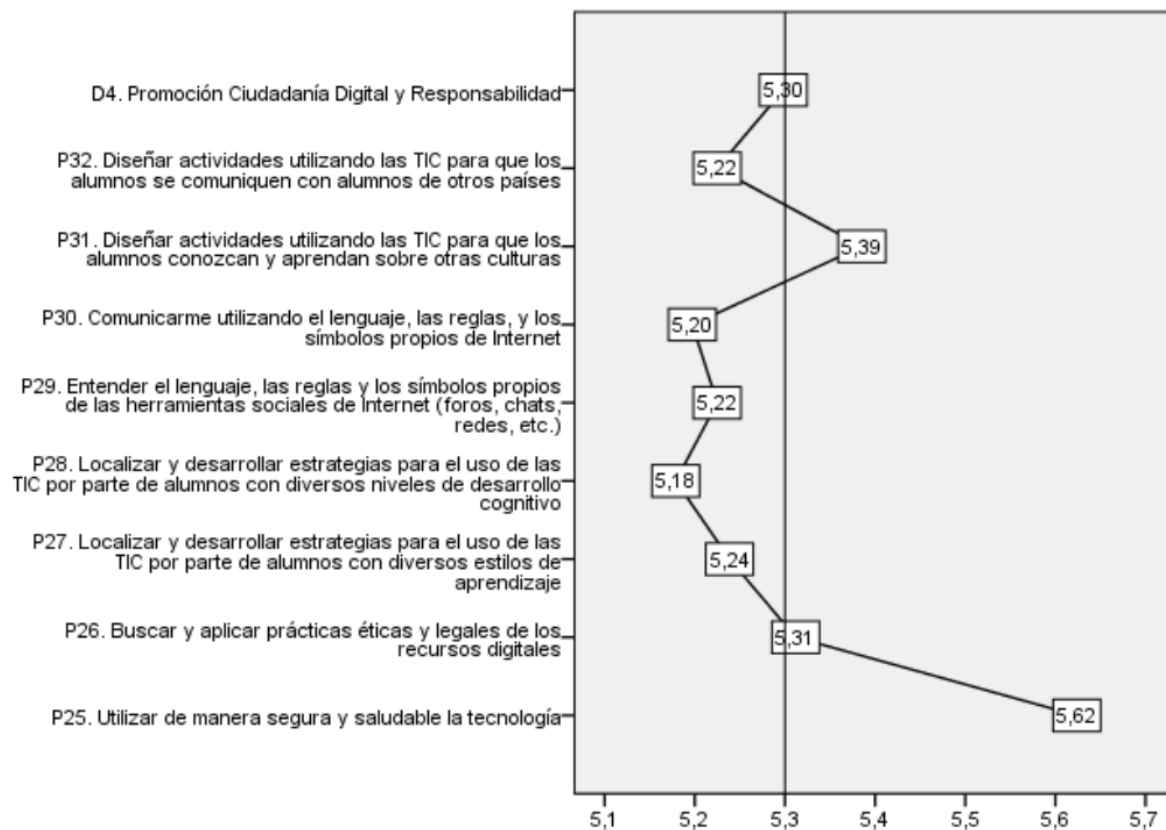 D4. Promoción Ciudadanía Digital y Responsabilidad
5,30
P32. Diseñar actividades utilizando las TIC para que los
alumnos se comuniquen con alumnos de otros países
5,22
P31. Diseñar actividades utilizando las TIC para que los
alumnos conozcan y aprendan sobre otras culturas
5,39
P30. Comunicarme utilizando el lenguaje, las reglas, y los
símbolos propios de Internet
5,20
P29. Entender el lenguaje, las reglas y los símbolos propios
de las herramientas sociales de Internet (foros, chats,
redes, etc.)
5,22
P28. Localizar y desarrollar estrategias para el uso de las
TIC por parte de alumnos con diversos niveles de desarrollo
cognitivo
5,18
P27. Localizar y desarrollar estrategias para el uso de las
TIC por parte de alumnos con diversos estilos de
aprendizaje
5,24
P26. Buscar y aplicar prácticas éticas y legales de los
recursos digitales
5,31
P25. Utilizar de manera segura y saludable la tecnología
5,62
5,1 5,2 5,3 5,4 5,5 5,6 5,7